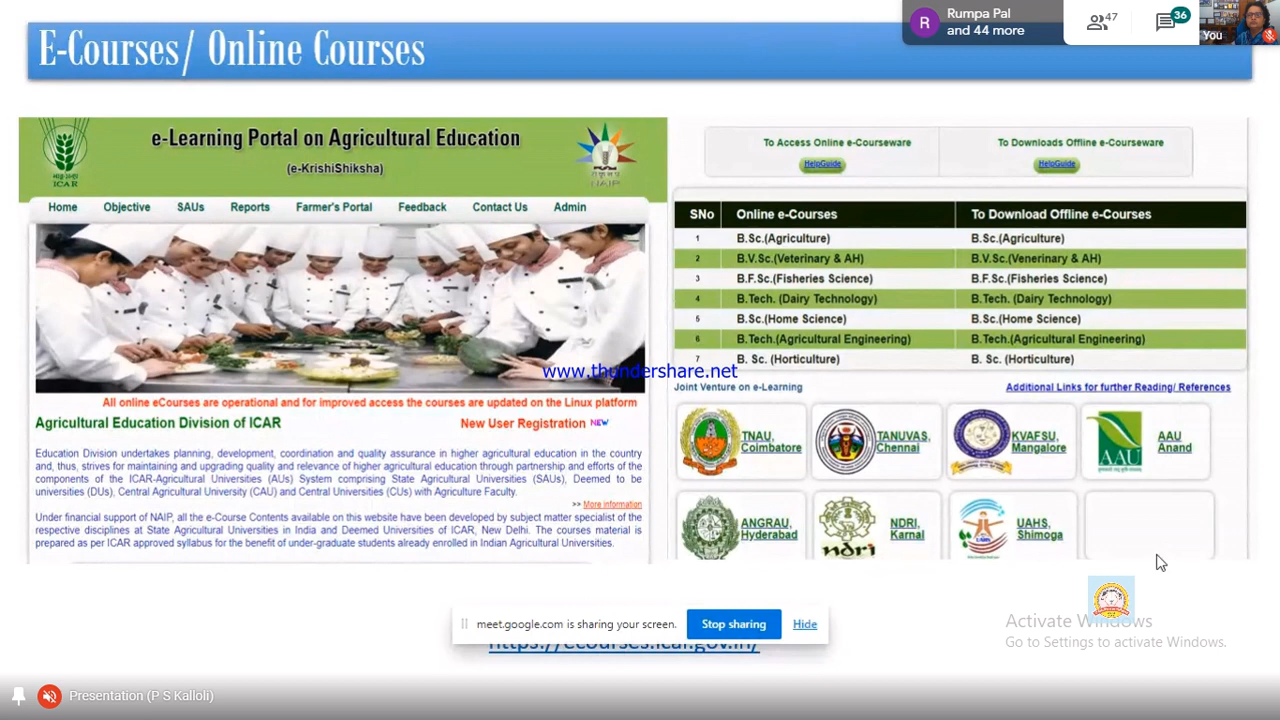 E-Courses/ Online Courses
R
Rumpa Pal
and 44 more
47
36
You
ICAR
e-Learning Portal on Agricultural Education
(e-KrishiShiksha)
Home Objective SAUs Reports Farmer's Portal Feedback Contact Us Admin
All online eCourses are operational and for improved access the courses are updated on the Linux platform
Agricultural Education Division of ICAR
New User Registration NEW
Education Division undertakes planning, development, coordination and quality assurance in higher agricultural education in the country
and, thus, strives for maintaining and upgrading quality and relevance of higher agricultural education through partnership and efforts of the
components of the ICAR-Agricultural Universities (AUs) System comprising State Agricultural Universities (SAUs), Deemed to be
universities (DUs), Central Agricultural University (CAU) and Central Universities (CUs) with Agriculture Faculty.
>> More information
Under financial support of NAIP, all the e-Course Contents available on this website have been developed by subject matter specialist of the
respective disciplines at State Agricultural Universities in India and Deemed Universities of ICAR, New Delhi. The courses material is
prepared as per ICAR approved syllabus for the benefit of under-graduate students already enrolled in Indian Agricultural Universities.
To Access Online e-Courseware To Downloads Offline e-Courseware
HelpGuide HelpGuide
SNo Online e-Courses To Download Offline e-Courses
1 B.Sc.(Agriculture) B.Sc.(Agriculture)
2 B.V.Sc.(Veterinary & AH) B.V.Sc.(Venerinary & AH)
3 B.F.Sc.(Fisheries Science) B.F.Sc.(Fisheries Science)
4 B.Tech. (Dairy Technology) B.Tech. (Dairy Technology)
5 B.Sc.(Home Science) B.Sc.(Home Science)
6 B.Tech.(Agricultural Engineering) B.Tech.(Agricultural Engineering)
7 B. Sc. (Horticulture) B. Sc. (Horticulture)
www.thundershare.net
Joint Venture on e-Learning Additional Links for further Reading/ References
TNAU,
Coimbatore
TANUVAS,
Chennai
KVAFSU,
Mangalore
AAU
AAU
Anand
ANGRAU,
Hyderabad
ndri
NDRI,
Karnal
UAHS,
Shimoga
meet.google.com is sharing your screen. Stop sharing Hide
https://ecourses.icar.gov.in/
Activate Windows
Go to Settings to activate Windows.
Presentation (P S Kalloli)